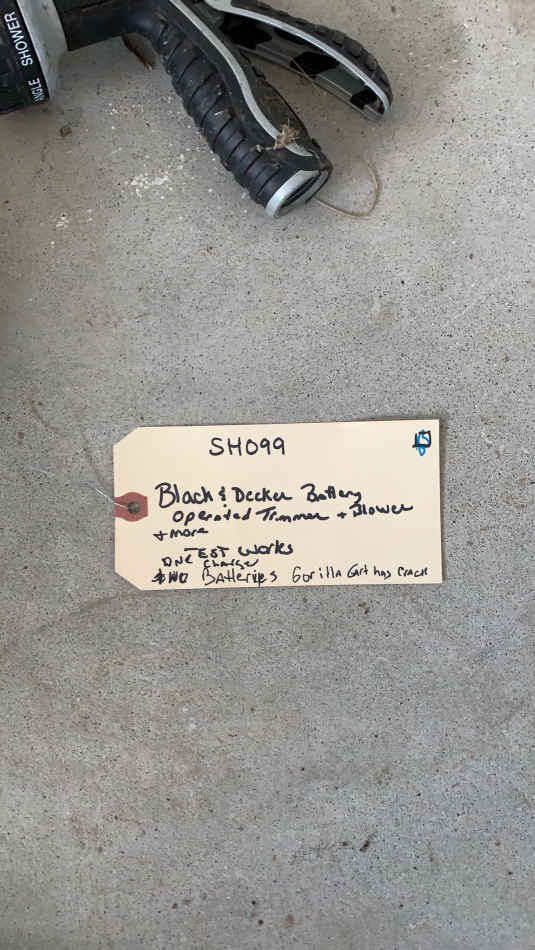 SHOWER
ANGLE
SH099
Black & Decker Battery
Operated Trimmer + Blower
+ more
TEST works
ONE charger
TWO Batteries Gorilla Cart has crack